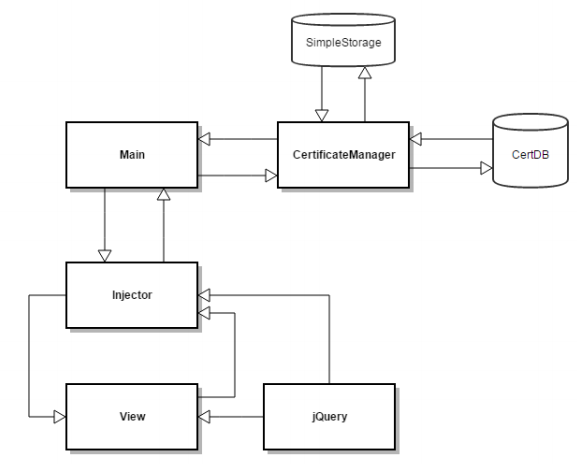 SimpleStorage
Main
CertificateManager
CertDB
Injector
View
jQuery